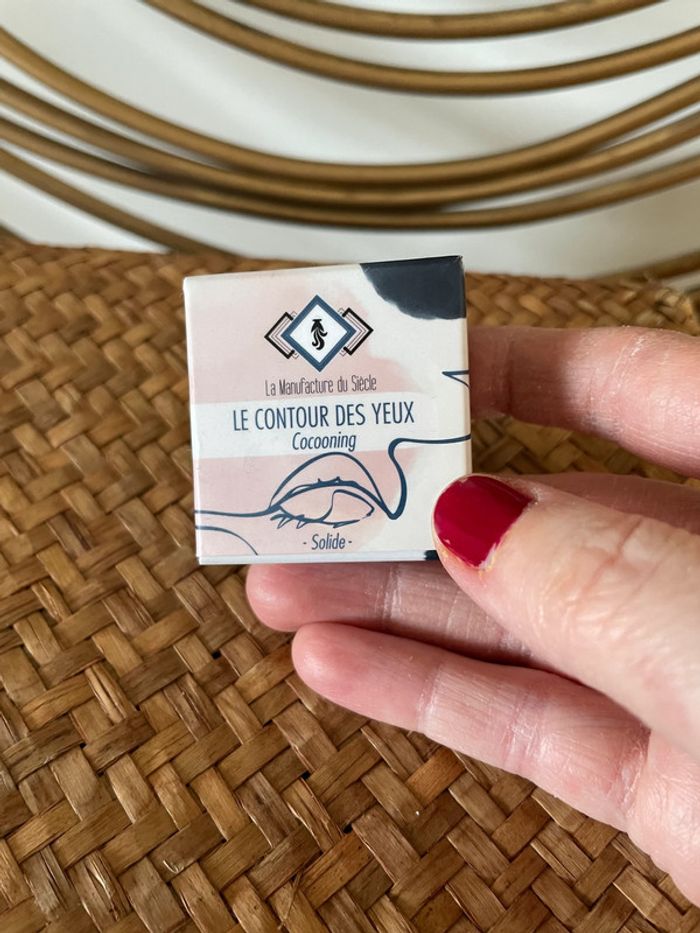 La Manufacture du Siècle
LE CONTOUR DES YEUX
Cocooning
- Solide -